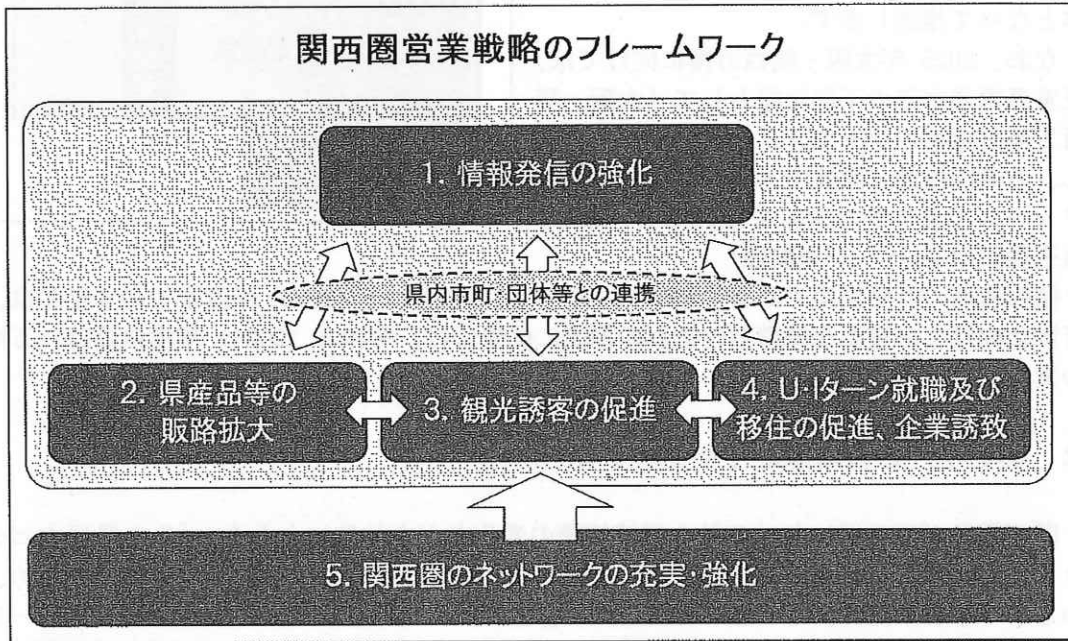 関西圏営業戦略のフレームワーク
1. 情報発信の強化
県内市町・団体等との連携
2. 県産品等の
販路拡大
3. 観光誘客の促進
4. U・Iターン就職及び
移住の促進、企業誘致
5. 関西圏のネットワークの充実・強化